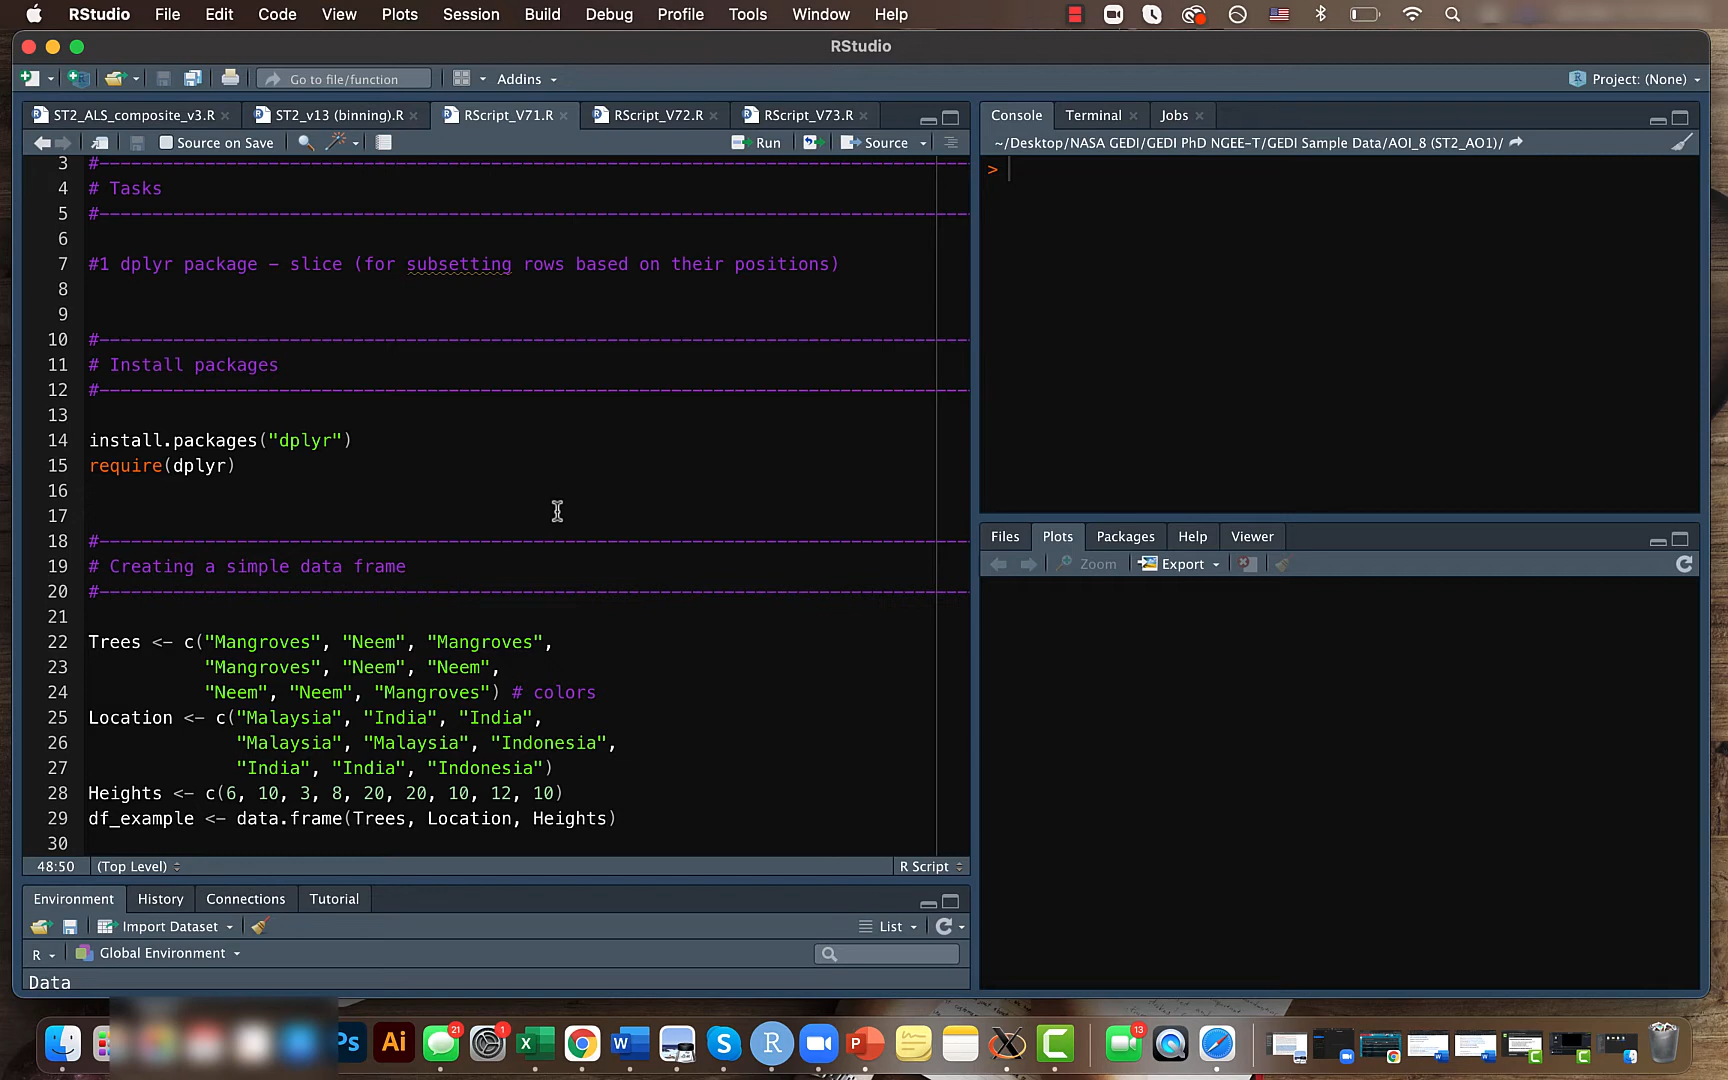 RStudio File Edit Code View Plots Session Build Debug Profile Tools Window Help
RStudio
Go to file/function Addins Project: (None)
ST2_ALS_composite_v3.R ST2_v13 (binning).R RScript_V71.R RScript_V72.R RScript_V73.R
Source on Save Run Source
3 #--------------------------------------------------------------------------------
4 # Tasks
5 #--------------------------------------------------------------------------------
6
7 #1 dplyr package - slice (for subsetting rows based on their positions)
8
9
10 #--------------------------------------------------------------------------------
11 # Install packages
12 #--------------------------------------------------------------------------------
13
14 install.packages("dplyr")
15 require(dplyr)
16
17
18 #--------------------------------------------------------------------------------
19 # Creating a simple data frame
20 #--------------------------------------------------------------------------------
21
22 Trees <- c("Mangroves", "Neem", "Mangroves",
23 "Mangroves", "Neem", "Neem",
24 "Neem", "Neem", "Mangroves") # colors
25 Location <- c("Malaysia", "India", "India",
26 "Malaysia", "Malaysia", "Indonesia",
27 "India", "India", "Indonesia")
28 Heights <- c(6, 10, 3, 8, 20, 20, 10, 12, 10)
29 df_example <- data.frame(Trees, Location, Heights)
30
48:50 (Top Level) R Script
Environment History Connections Tutorial
Import Dataset List
R Global Environment
Data
Console Terminal Jobs
~/Desktop/NASA GEDI/GEDI PhD NGEE-T/GEDI Sample Data/AOI_8 (ST2_AO1)/
>
Files Plots Packages Help Viewer
Zoom Export
Ps Ai 21 1 X W S R P 13